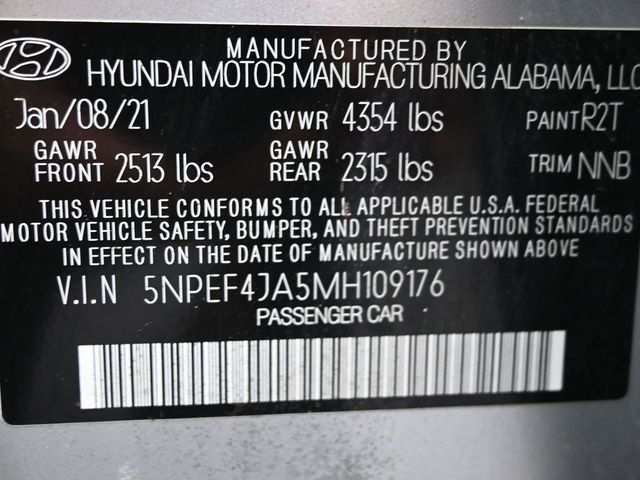 MANUFACTURED BY
HYUNDAI MOTOR MANUFACTURING ALABAMA, LLC
Jan/08/21 GVWR 4354 lbs PAINT R2T
GAWR FRONT 2513 lbs GAWR REAR 2315 lbs TRIM NNB
THIS VEHICLE CONFORMS TO ALL APPLICABLE U.S.A. FEDERAL
MOTOR VEHICLE SAFETY, BUMPER, AND THEFT PREVENTION STANDARDS
IN EFFECT ON THE DATE OF MANUFACTURE SHOWN ABOVE
V.I.N 5NPEF4JA5MH109176
PASSENGER CAR